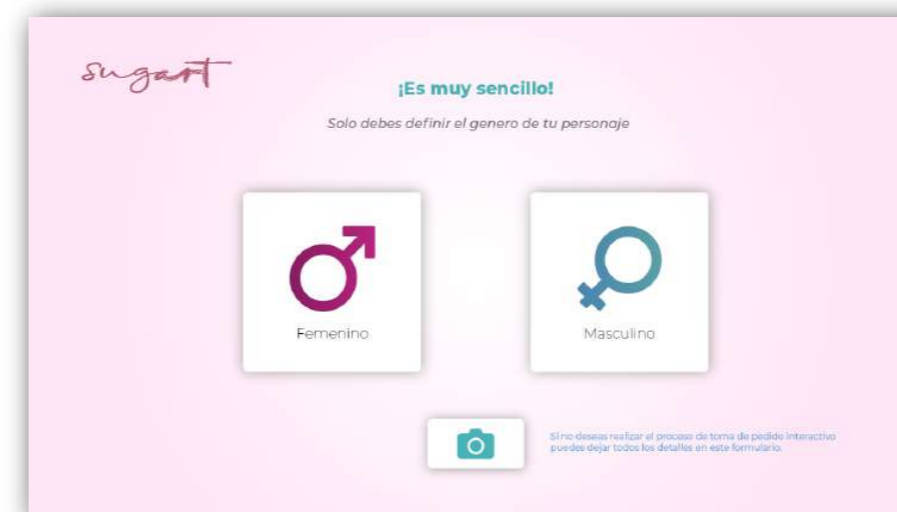 sugart
¡Es muy sencillo!
Solo debes definir el genero de tu personaje
Femenino
Masculino
Si no deseas realizar el proceso de toma de pedido interactivo
puedes dejar todos los detalles en este formulario.